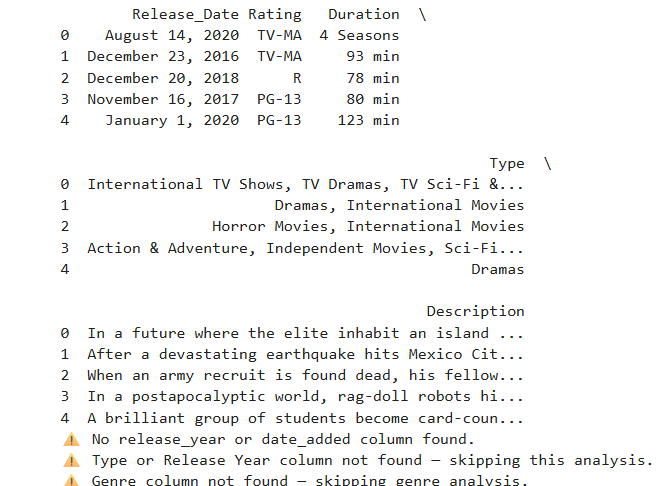 Release_Date Rating Duration \
0 August 14, 2020 TV-MA 4 Seasons
1 December 23, 2016 TV-MA 93 min
2 December 20, 2018 R 78 min
3 November 16, 2017 PG-13 80 min
4 January 1, 2020 PG-13 123 min
Type \
0 International TV Shows, TV Dramas, TV Sci-Fi &...
1 Dramas, International Movies
2 Horror Movies, International Movies
3 Action & Adventure, Independent Movies, Sci-Fi...
4 Dramas
Description
0 In a future where the elite inhabit an island ...
1 After a devastating earthquake hits Mexico Cit...
2 When an army recruit is found dead, his fellow...
3 In a postapocalyptic world, rag-doll robots hi...
4 A brilliant group of students become card-coun...
⚠️ No release_year or date_added column found.
⚠️ Type or Release Year column not found — skipping this analysis.
⚠️ Genre column not found — skipping genre analysis.